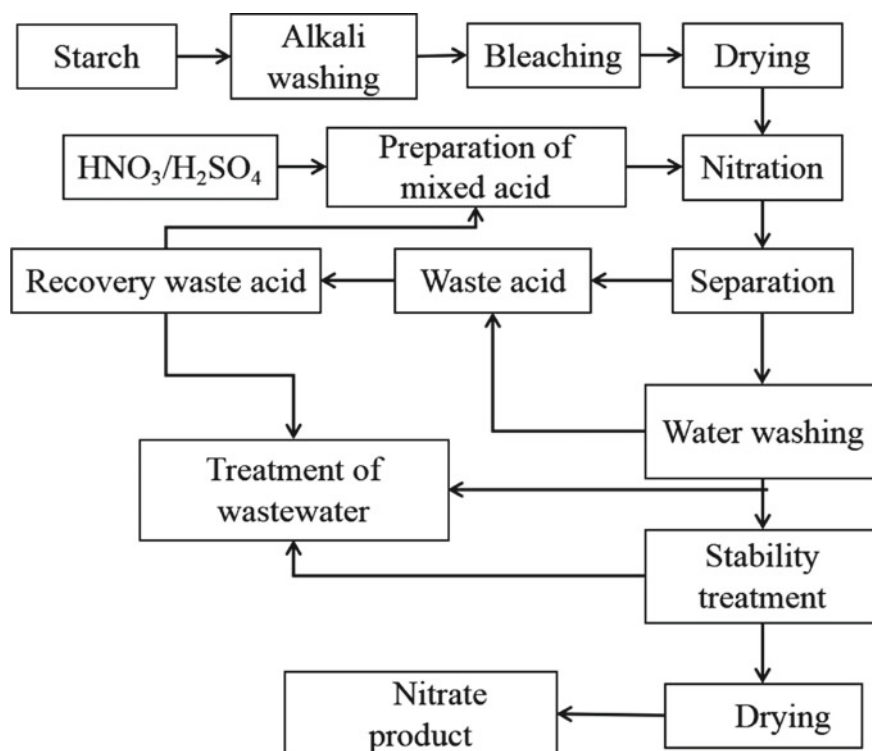 Starch
Alkali
washing
Bleaching
Drying
HNO₃/H₂SO₄
Preparation of
mixed acid
Nitration
Recovery waste acid
Waste acid
Separation
Water washing
Treatment of
wastewater
Stability
treatment
Nitrate
product
Drying